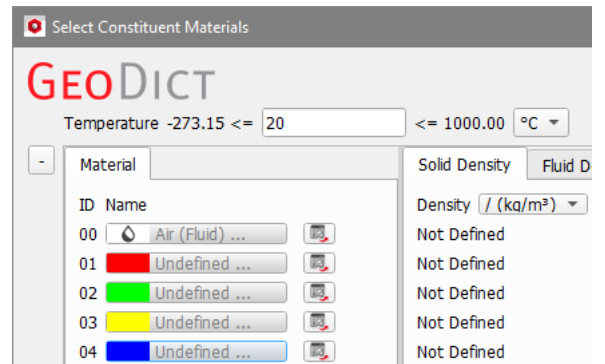 Select Constituent Materials
GEODICT
Temperature -273.15 <= 20 <= 1000.00 °C
- Material Solid Density Fluid D
ID Name Density / (kg/m³)
00 Air (Fluid) ... Not Defined
01 Undefined ... Not Defined
02 Undefined ... Not Defined
03 Undefined ... Not Defined
04 Undefined ... Not Defined